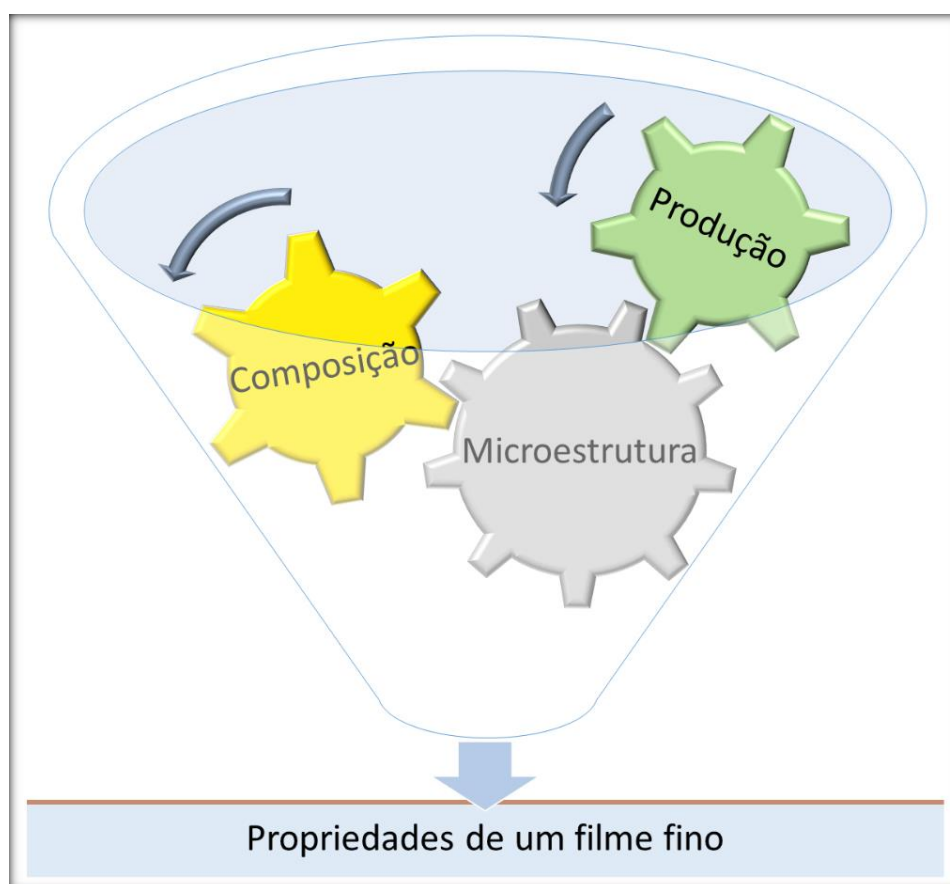 Produção
Composição
Microestrutura
Propriedades de um filme fino